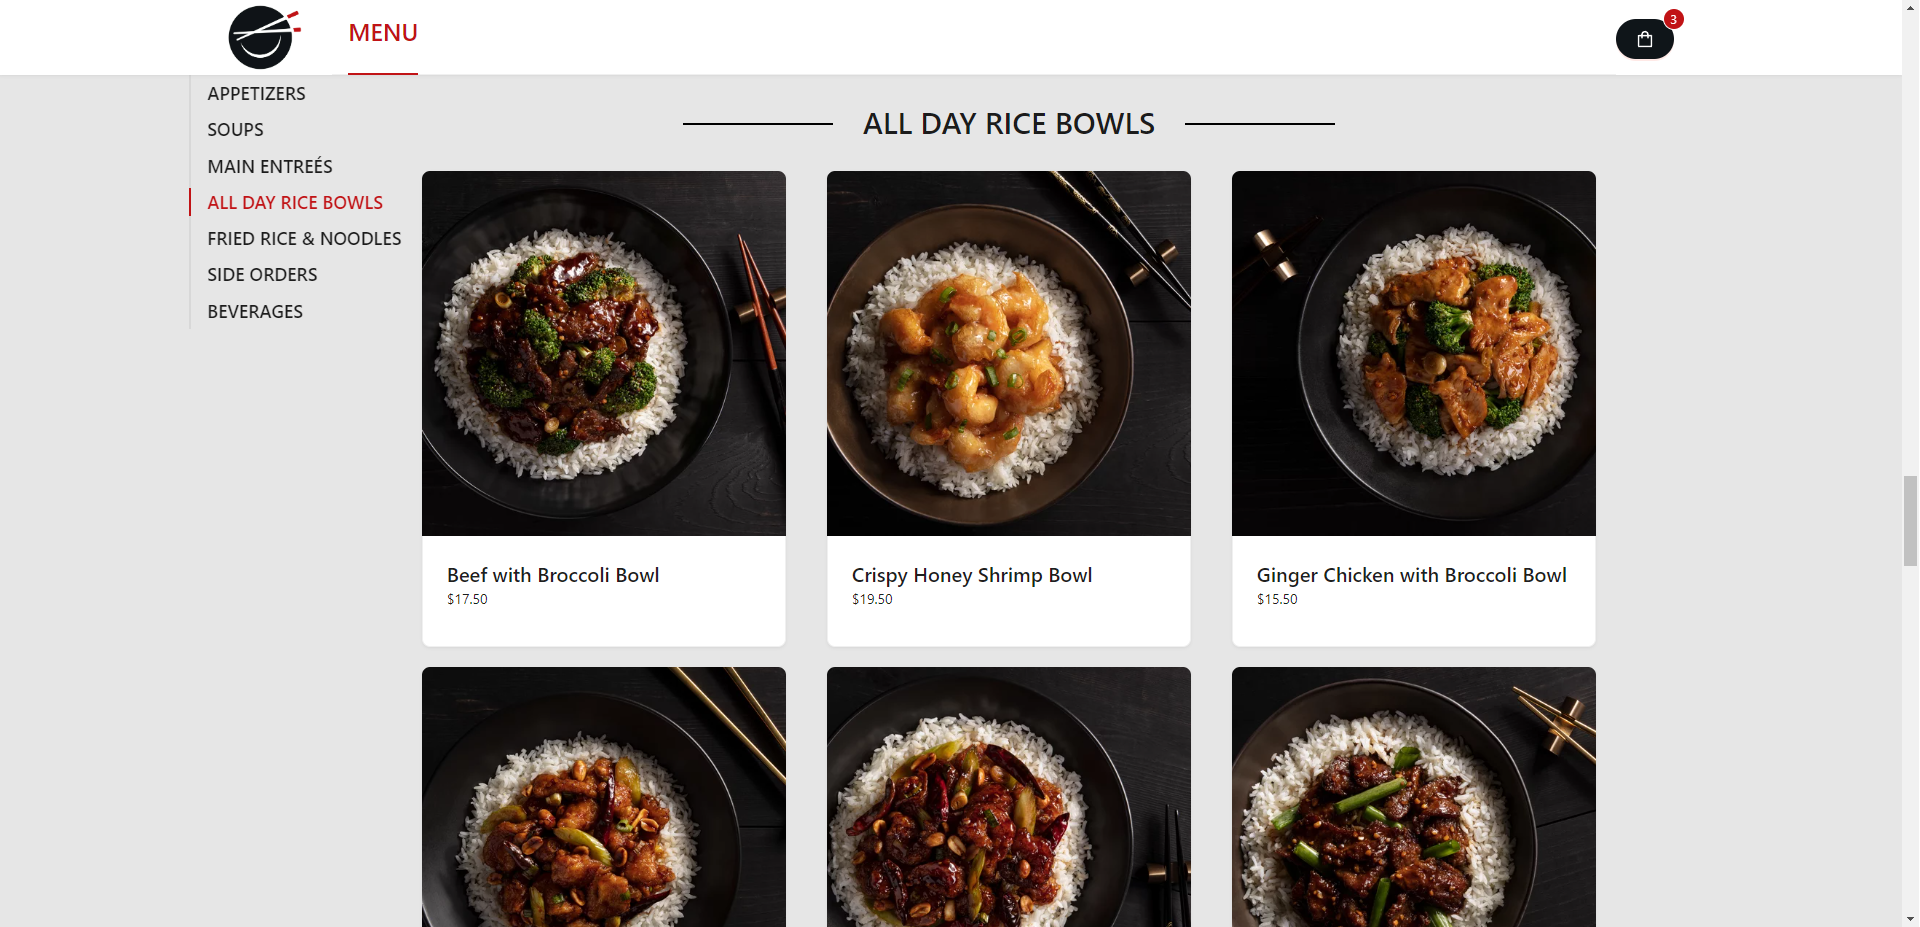 MENU
3
APPETIZERS
SOUPS
MAIN ENTREÉS
ALL DAY RICE BOWLS
FRIED RICE & NOODLES
SIDE ORDERS
BEVERAGES
ALL DAY RICE BOWLS
Beef with Broccoli Bowl
$17.50
Crispy Honey Shrimp Bowl
$19.50
Ginger Chicken with Broccoli Bowl
$15.50